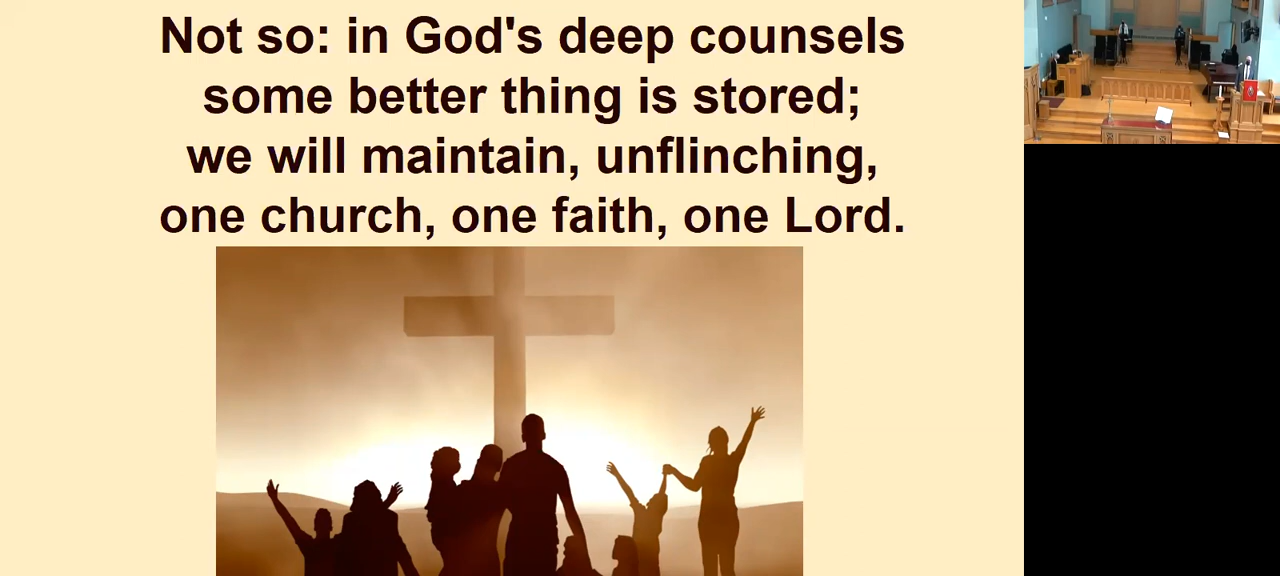 Not so: in God's deep counsels
some better thing is stored;
we will maintain, unflinching,
one church, one faith, one Lord.